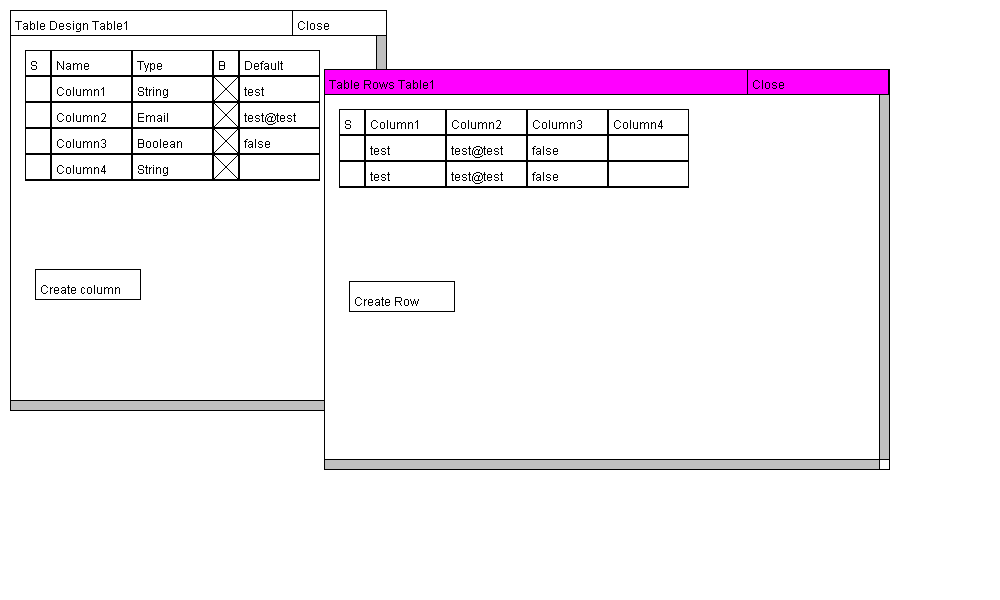 Table Design Table1 Close
S Name Type B Default
Column1 String test
Column2 Email test@test
Column3 Boolean false
Column4 String
Create column
Table Rows Table1 Close
S Column1 Column2 Column3 Column4
test test@test false
test test@test false
Create Row